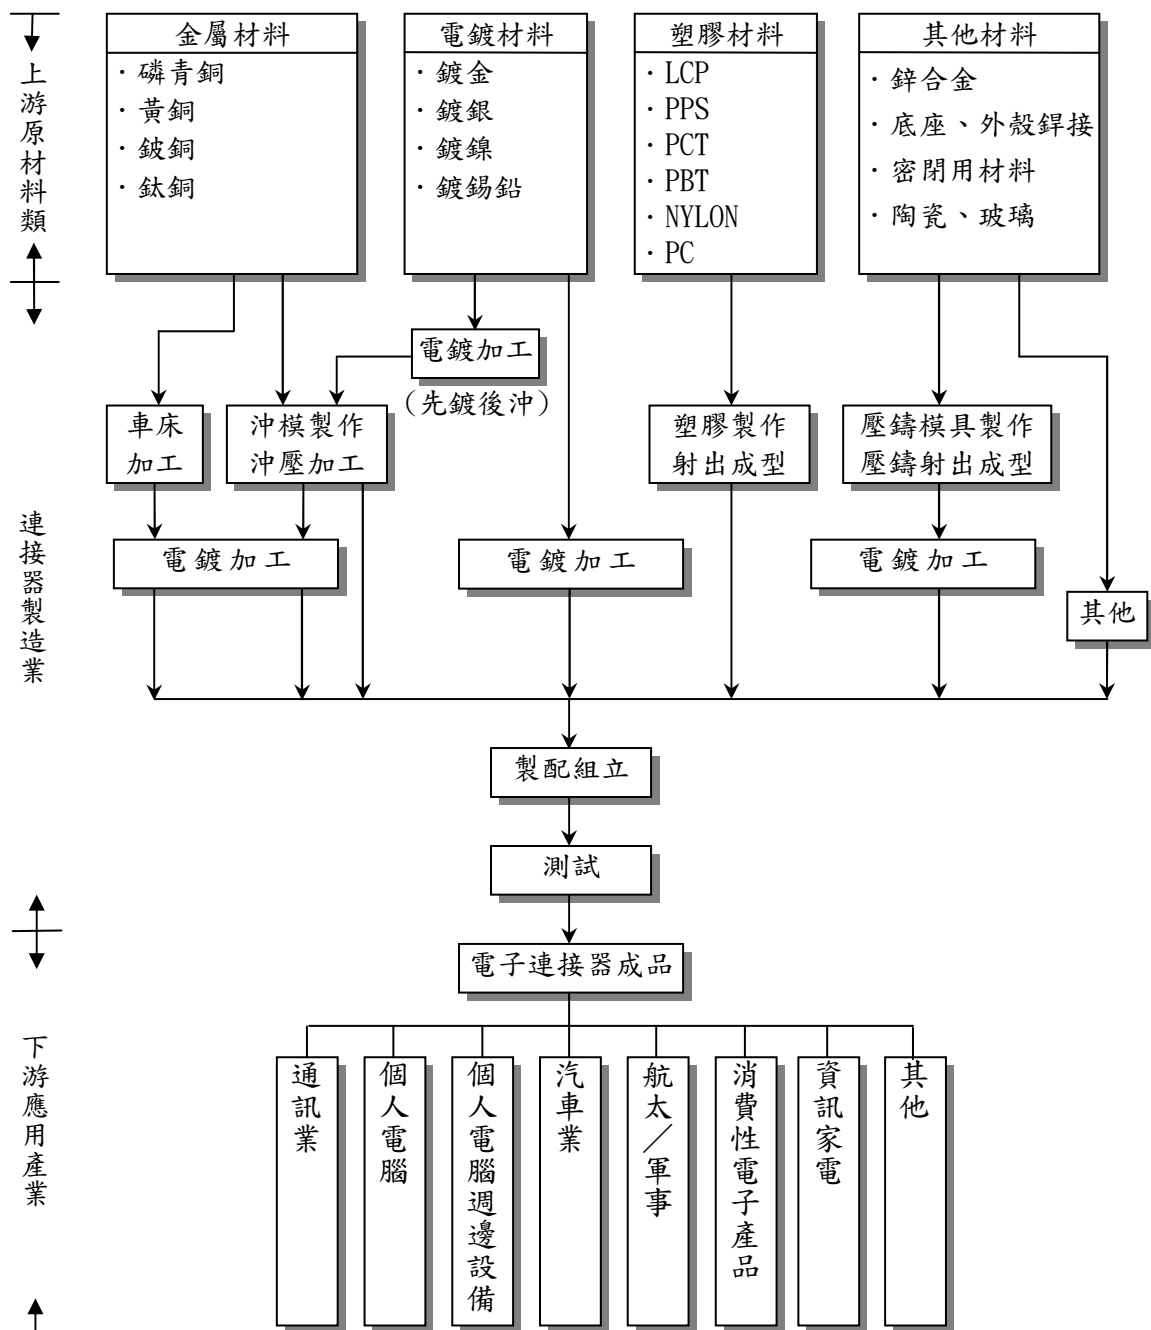 上游原材料類
金屬材料
·磷青銅
·黃銅
·鈹銅
·鈦銅
電鍍材料
·鍍金
·鍍銀
·鍍鎳
·鍍錫鉛
塑膠材料
·LCP
·PPS
·PCT
·PBT
·NYLON
·PC
其他材料
·鋅合金
·底座、外殼銲接
·密閉用材料
·陶瓷、玻璃
連接器製造業
電鍍加工
(先鍍後沖)
車床
加工
沖模製作
沖壓加工
塑膠製作
射出成型
壓鑄模具製作
壓鑄射出成型
電鍍加工
電鍍加工
電鍍加工
其他
製配組立
測試
電子連接器成品
下游應用產業
通訊業
個人電腦
個人電腦週邊設備
汽車業
航太／軍事
消費性電子產品
資訊家電
其他